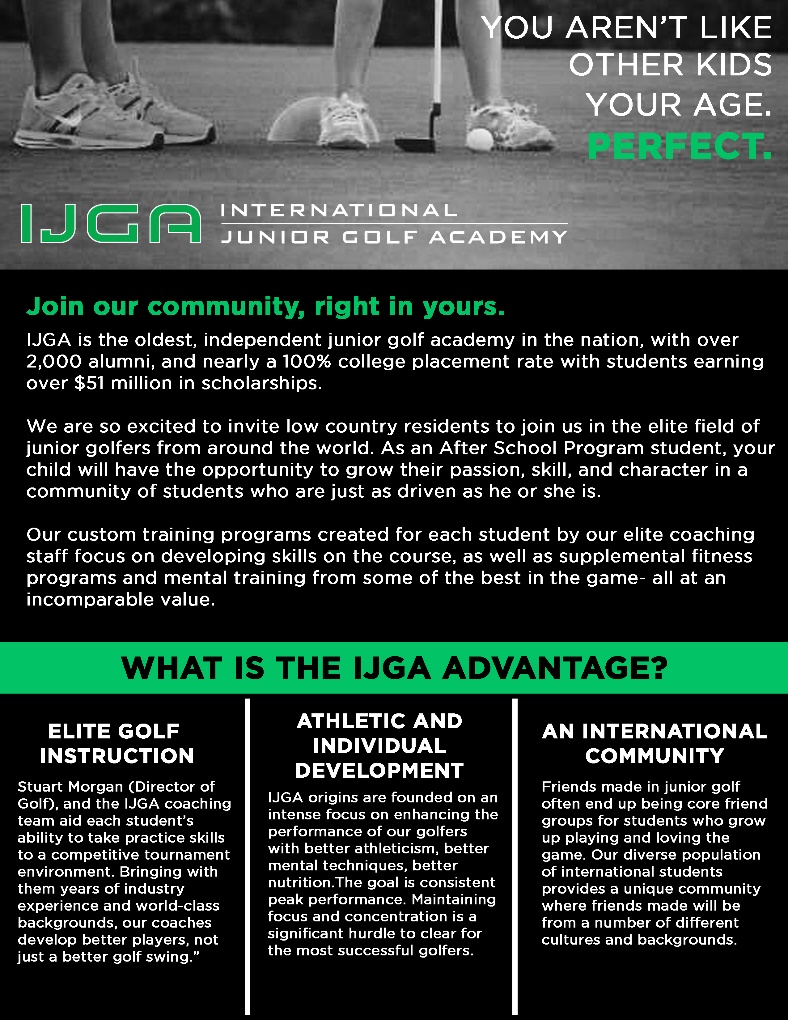 YOU AREN'T LIKE
OTHER KIDS
YOUR AGE.
PERFECT.
IJGA
INTERNATIONAL
JUNIOR GOLF ACADEMY
Join our community, right in yours.
IJGA is the oldest, independent junior golf academy in the nation, with over
2,000 alumni, and nearly a 100% college placement rate with students earning
over $51 million in scholarships.
We are so excited to invite low country residents to join us in the elite field of
junior golfers from around the world. As an After School Program student, your
child will have the opportunity to grow their passion, skill, and character in a
community of students who are just as driven as he or she is.
Our custom training programs created for each student by our elite coaching
staff focus on developing skills on the course, as well as supplemental fitness
programs and mental training from some of the best in the game- all at an
incomparable value.
WHAT IS THE IJGA ADVANTAGE?
ELITE GOLF
INSTRUCTION
Stuart Morgan (Director of
Golf), and the IJGA coaching
team aid each student's
ability to take practice skills
to a competitive tournament
environment. Bringing with
them years of industry
experience and world-class
backgrounds, our coaches
develop better players, not
just a better golf swing."
ATHLETIC AND
INDIVIDUAL
DEVELOPMENT
IJGA origins are founded on an
intense focus on enhancing the
performance of our golfers
with better athleticism, better
mental techniques, better
nutrition.The goal is consistent
peak performance. Maintaining
focus and concentration is a
significant hurdle to clear for
the most successful golfers.
AN INTERNATIONAL
COMMUNITY
Friends made in junior golf
often end up being core friend
groups for students who grow
up playing and loving the
game. Our diverse population
of international students
provides a unique community
where friends made will be
from a number of different
cultures and backgrounds.